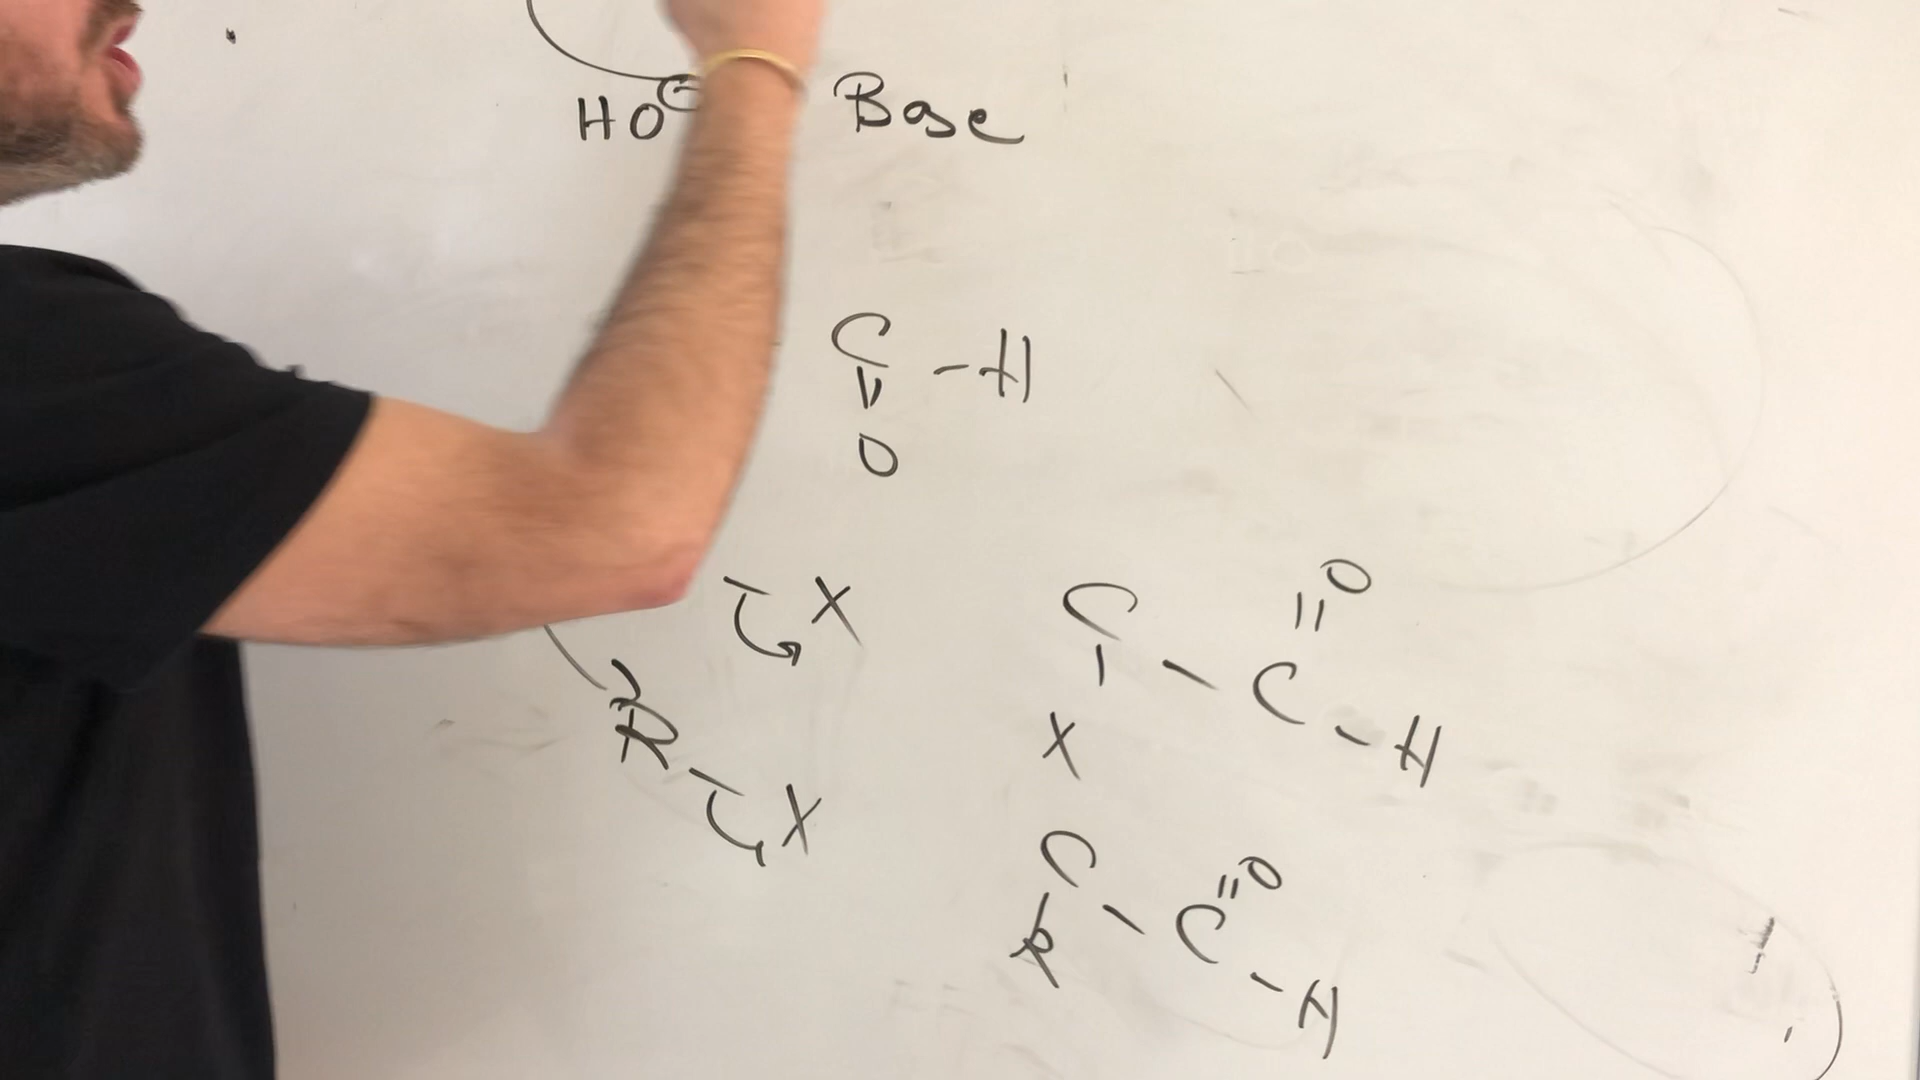 HO⊖ Base
C - H
O
X
C - C = O
- H
X
R - X
C - C = O
R
- H